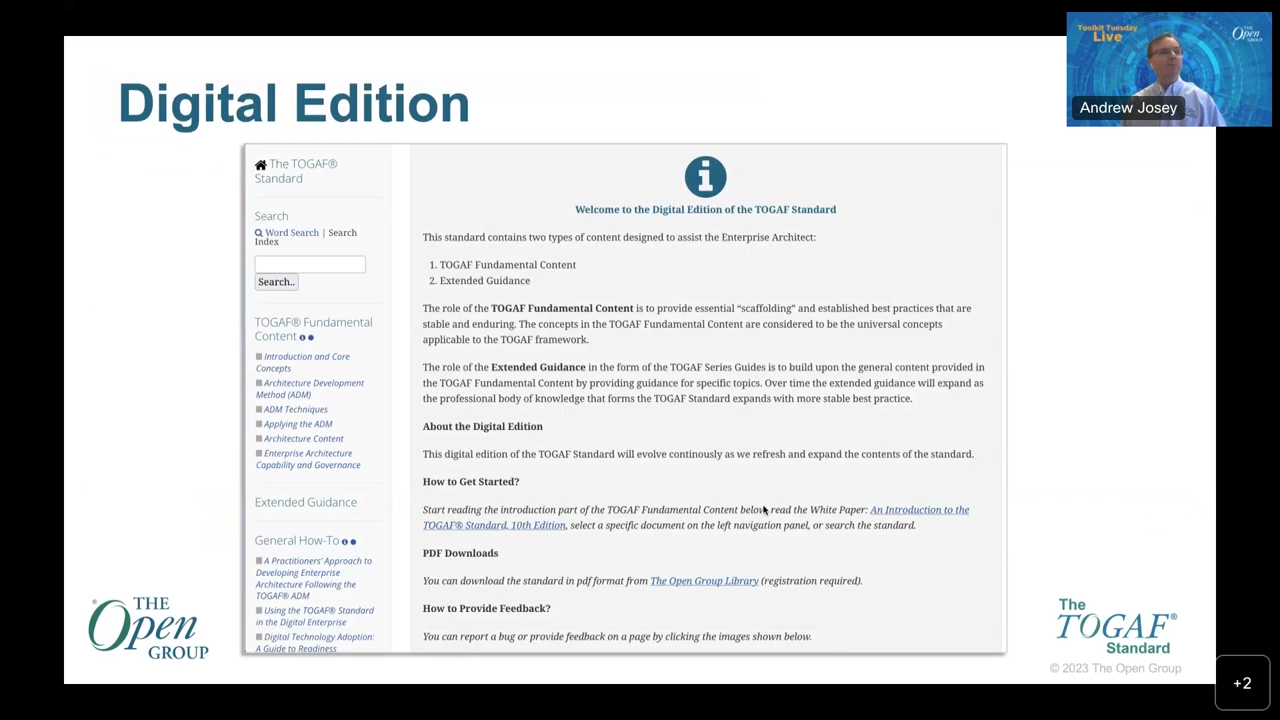 Digital Edition
Toolkit Tuesday
Live
THE
Open
GROUP
Andrew Josey
The TOGAF®
Standard
Search
Word Search | Search
Index
Search..
TOGAF® Fundamental
Content
Introduction and Core
Concepts
Architecture Development
Method (ADM)
ADM Techniques
Applying the ADM
Architecture Content
Enterprise Architecture
Capability and Governance
Extended Guidance
General How-To
A Practitioners' Approach to
Developing Enterprise
Architecture Following the
TOGAF® ADM
Using the TOGAF® Standard
in the Digital Enterprise
Digital Technology Adoption:
A Guide to Readiness
Welcome to the Digital Edition of the TOGAF Standard
This standard contains two types of content designed to assist the Enterprise Architect:
1. TOGAF Fundamental Content
2. Extended Guidance
The role of the TOGAF Fundamental Content is to provide essential “scaffolding” and established best practices that are
stable and enduring. The concepts in the TOGAF Fundamental Content are considered to be the universal concepts
applicable to the TOGAF framework.
The role of the Extended Guidance in the form of the TOGAF Series Guides is to build upon the general content provided in
the TOGAF Fundamental Content by providing guidance for specific topics. Over time the extended guidance will expand as
the professional body of knowledge that forms the TOGAF Standard expands with more stable best practice.
About the Digital Edition
This digital edition of the TOGAF Standard will evolve continously as we refresh and expand the contents of the standard.
How to Get Started?
Start reading the introduction part of the TOGAF Fundamental Content below, read the White Paper: An Introduction to the
TOGAF® Standard, 10th Edition, select a specific document on the left navigation panel, or search the standard.
PDF Downloads
You can download the standard in pdf format from The Open Group Library (registration required).
How to Provide Feedback?
You can report a bug or provide feedback on a page by clicking the images shown below.
THE
Open
GROUP
The
TOGAF®
Standard
© 2023 The Open Group
+2